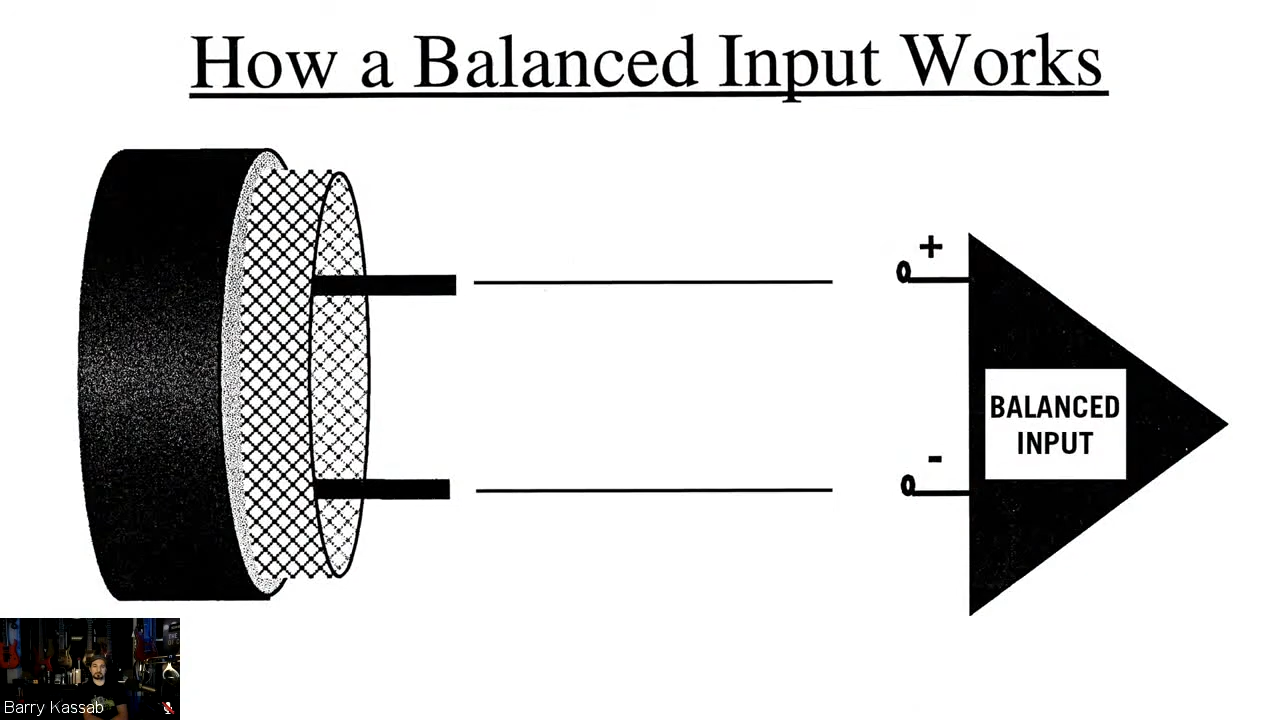 How a Balanced Input Works
+
BALANCED
INPUT
-
Barry Kassab